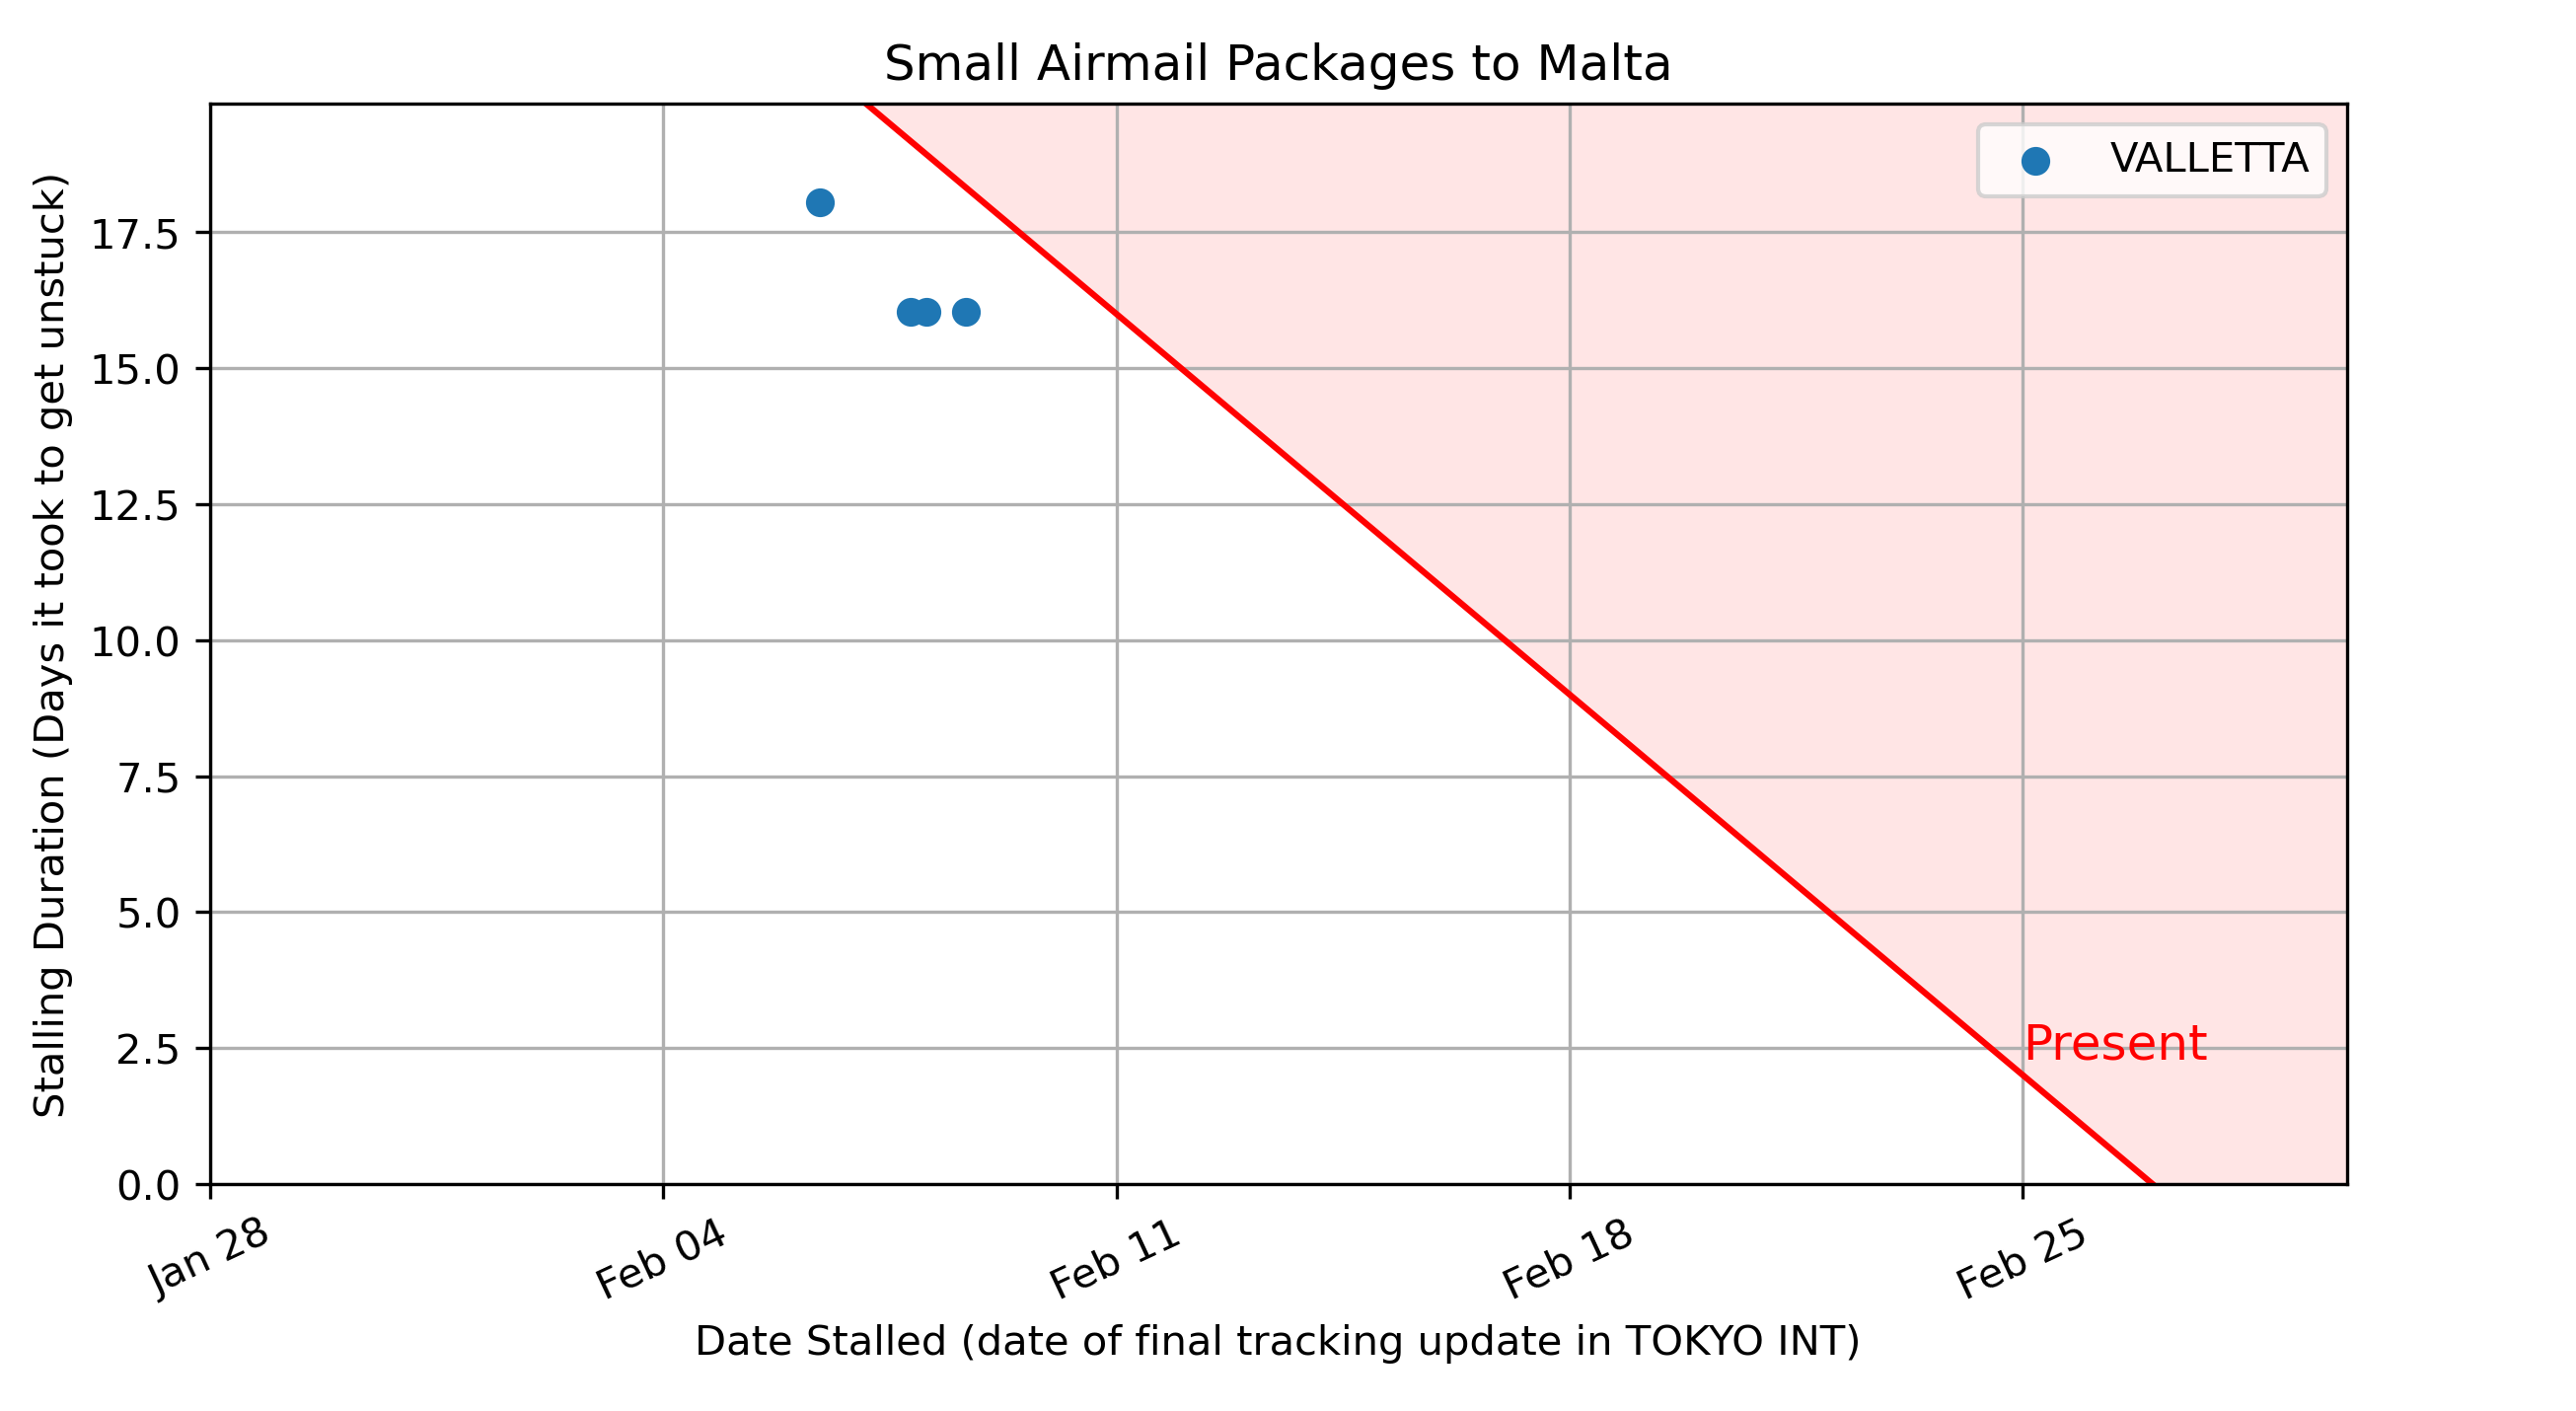 Small Airmail Packages to Malta
VALLETTA
Stalling Duration (Days it took to get unstuck)
17.5
15.0
12.5
10.0
7.5
5.0
2.5
0.0
Present
Jan 28
Feb 04
Feb 11
Feb 18
Feb 25
Date Stalled (date of final tracking update in TOKYO INT)